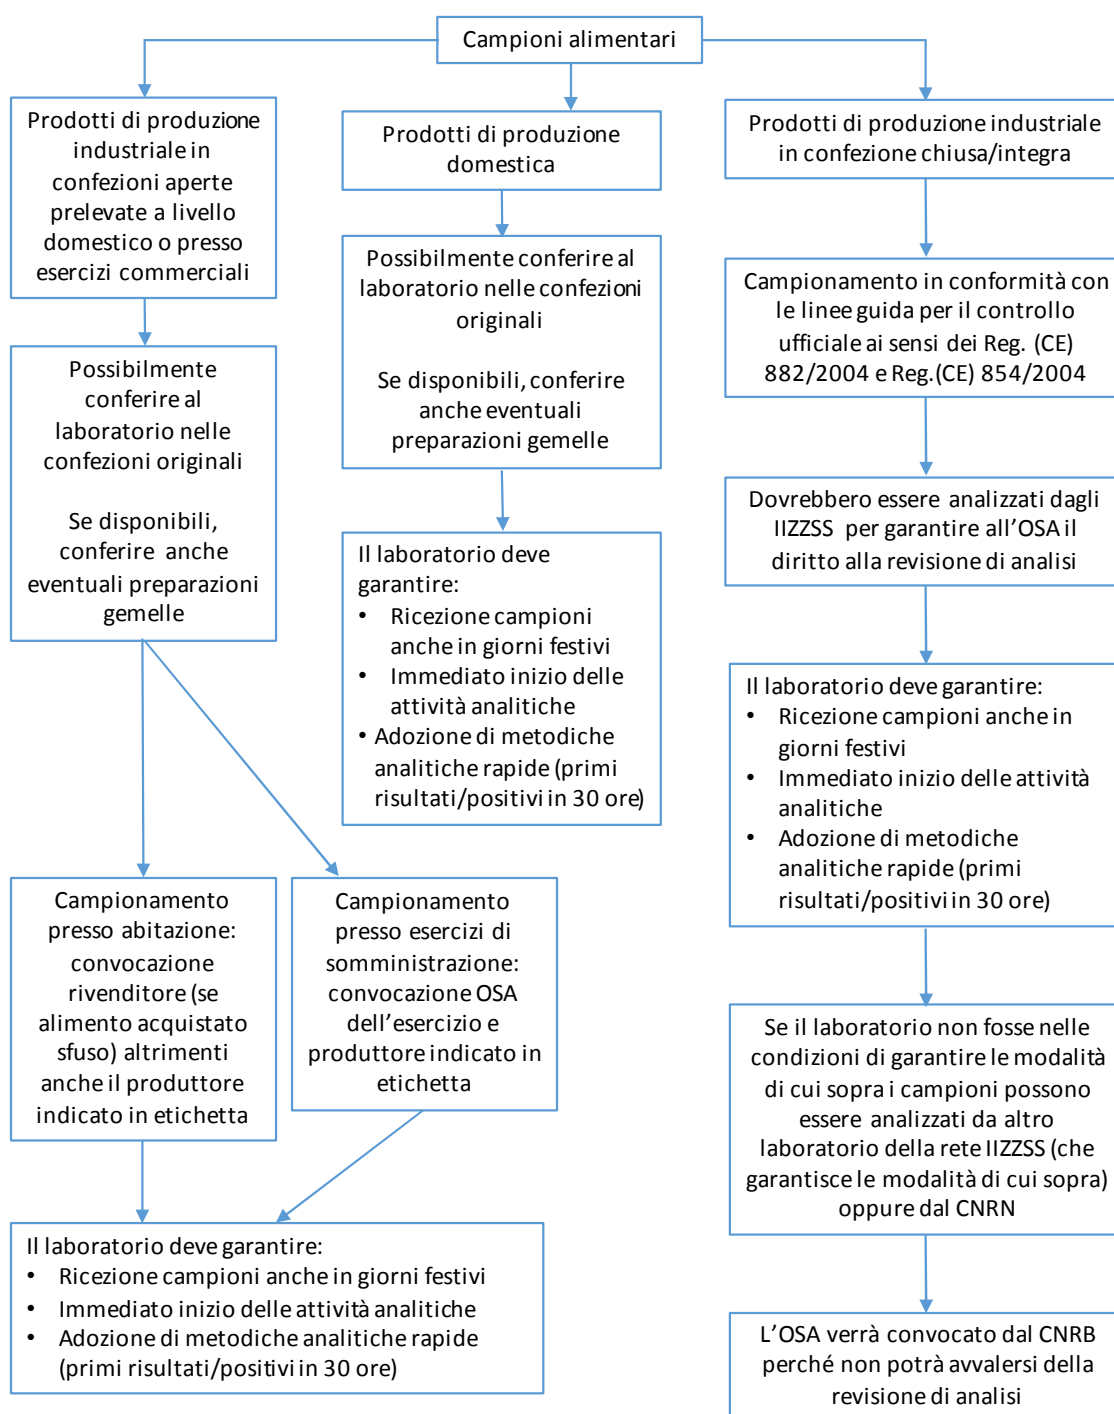 Campioni alimentari
Prodotti di produzione
industriale in
confezioni aperte
prelevate a livello
domestico o presso
esercizi commerciali
Possibilmente
conferire al
laboratorio nelle
confezioni originali
Se disponibili,
conferire anche
eventuali preparazioni
gemelle
Campionamento
presso abitazione:
convocazione
rivenditore (se
alimento acquistato
sfuso) altrimenti
anche il produttore
indicato in etichetta
Campionamento
presso esercizi di
somministrazione:
convocazione OSA
dell'esercizio e
produttore indicato in
etichetta
Il laboratorio deve garantire:
• Ricezione campioni anche in giorni festivi
• Immediato inizio delle attività analitiche
• Adozione di metodiche analitiche rapide
(primi risultati/positivi in 30 ore)
Prodotti di produzione
domestica
Possibilmente conferire al
laboratorio nelle confezioni
originali
Se disponibili, conferire
anche eventuali
preparazioni gemelle
Il laboratorio deve
garantire:
• Ricezione campioni
anche in giorni festivi
• Immediato inizio delle
attività analitiche
• Adozione di metodiche
analitiche rapide (primi
risultati/positivi in 30 ore)
Prodotti di produzione industriale
in confezione chiusa/integra
Campionamento in conformità con
le linee guida per il controllo
ufficiale ai sensi dei Reg. (CE)
882/2004 e Reg.(CE) 854/2004
Dovrebbero essere analizzati dagli
IIZZSS per garantire all'OSA il
diritto alla revisione di analisi
Il laboratorio deve garantire:
• Ricezione campioni anche in
giorni festivi
• Immediato inizio delle attività
analitiche
• Adozione di metodiche
analitiche rapide (primi
risultati/positivi in 30 ore)
Se il laboratorio non fosse nelle
condizioni di garantire le modalità
di cui sopra i campioni possono
essere analizzati da altro
laboratorio della rete IIZZSS (che
garantisce le modalità di cui sopra)
oppure dal CNRN
L'OSA verrà convocato dal CNRB
perché non potrà avvalersi della
revisione di analisi